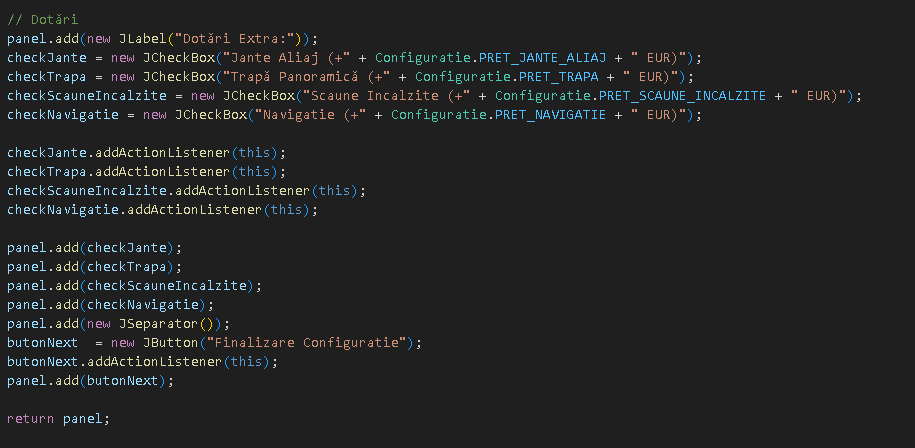 // Dotări
panel.add(new JLabel("Dotări Extra:"));
checkJante = new JCheckBox("Jante Aliaj (+" + Configuratie.PRET_JANTE_ALIAJ + " EUR)");
checkTrapa = new JCheckBox("Trapă Panoramică (+" + Configuratie.PRET_TRAPA + " EUR)");
checkScauneIncalzite = new JCheckBox("Scaune Incalzite (+" + Configuratie.PRET_SCAUNE_INCALZITE + " EUR)");
checkNavigatie = new JCheckBox("Navigatie (+" + Configuratie.PRET_NAVIGATIE + " EUR)");
checkJante.addActionListener(this);
checkTrapa.addActionListener(this);
checkScauneIncalzite.addActionListener(this);
checkNavigatie.addActionListener(this);
panel.add(checkJante);
panel.add(checkTrapa);
panel.add(checkScauneIncalzite);
panel.add(checkNavigatie);
panel.add(new JSeparator());
butonNext  = new JButton("Finalizare Configuratie");
butonNext.addActionListener(this);
panel.add(butonNext);
return panel;